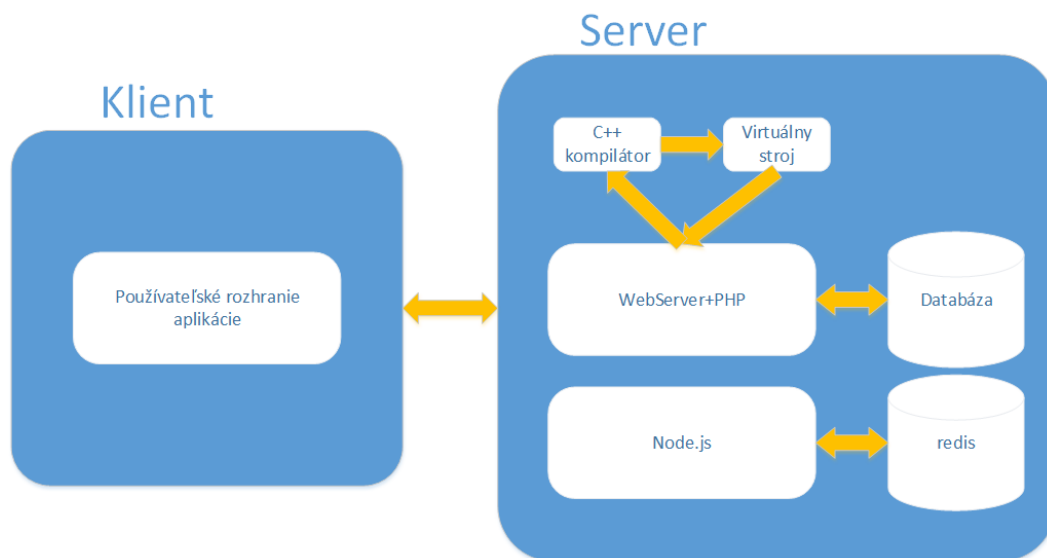 Server
Klient
C++
kompilátor
Virtuálny
stroj
Používateľské rozhranie
aplikácie
WebServer+PHP
Databáza
Node.js
redis